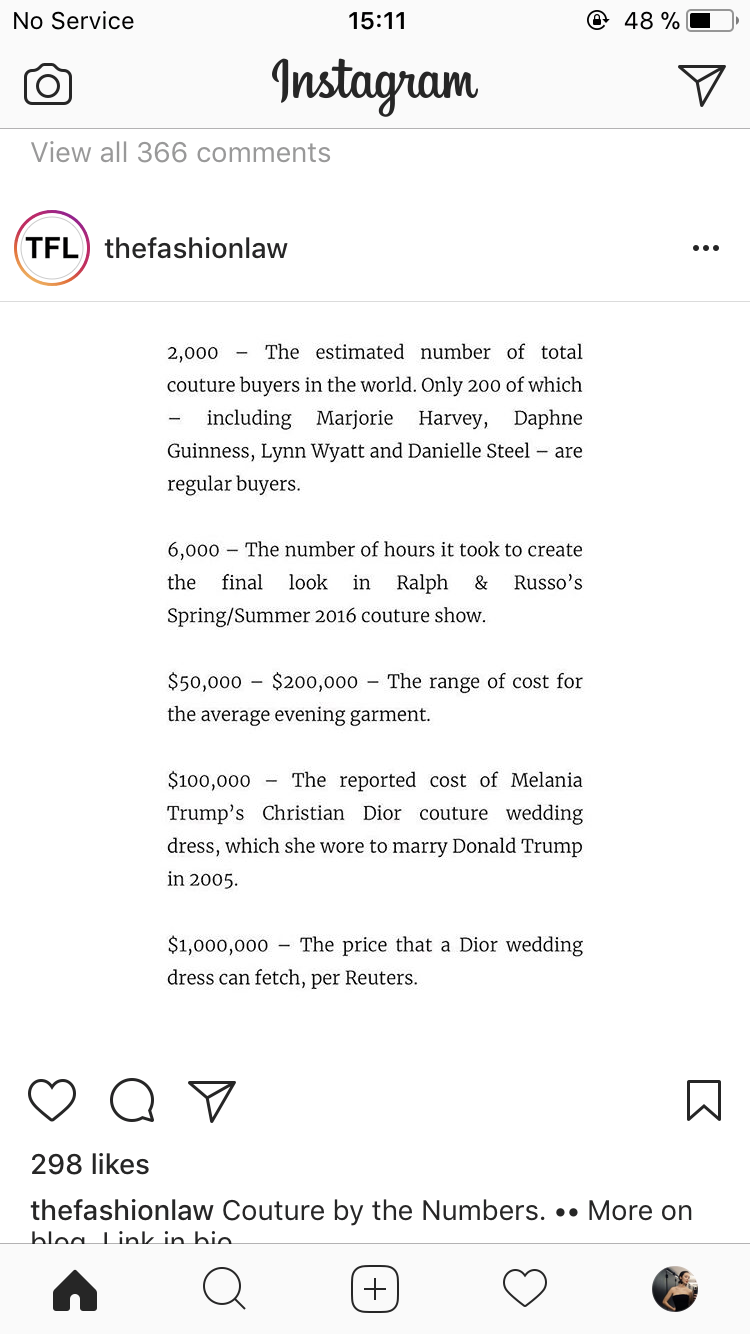 No Service 15:11 48 %
Instagram
View all 366 comments
TFL thefashionlaw
2,000 – The estimated number of total
couture buyers in the world. Only 200 of which
– including Marjorie Harvey, Daphne
Guinness, Lynn Wyatt and Danielle Steel – are
regular buyers.
6,000 – The number of hours it took to create
the final look in Ralph & Russo’s
Spring/Summer 2016 couture show.
$50,000 – $200,000 – The range of cost for
the average evening garment.
$100,000 – The reported cost of Melania
Trump’s Christian Dior couture wedding
dress, which she wore to marry Donald Trump
in 2005.
$1,000,000 – The price that a Dior wedding
dress can fetch, per Reuters.
298 likes
thefashionlaw Couture by the Numbers. •• More on
blog. Link in bio